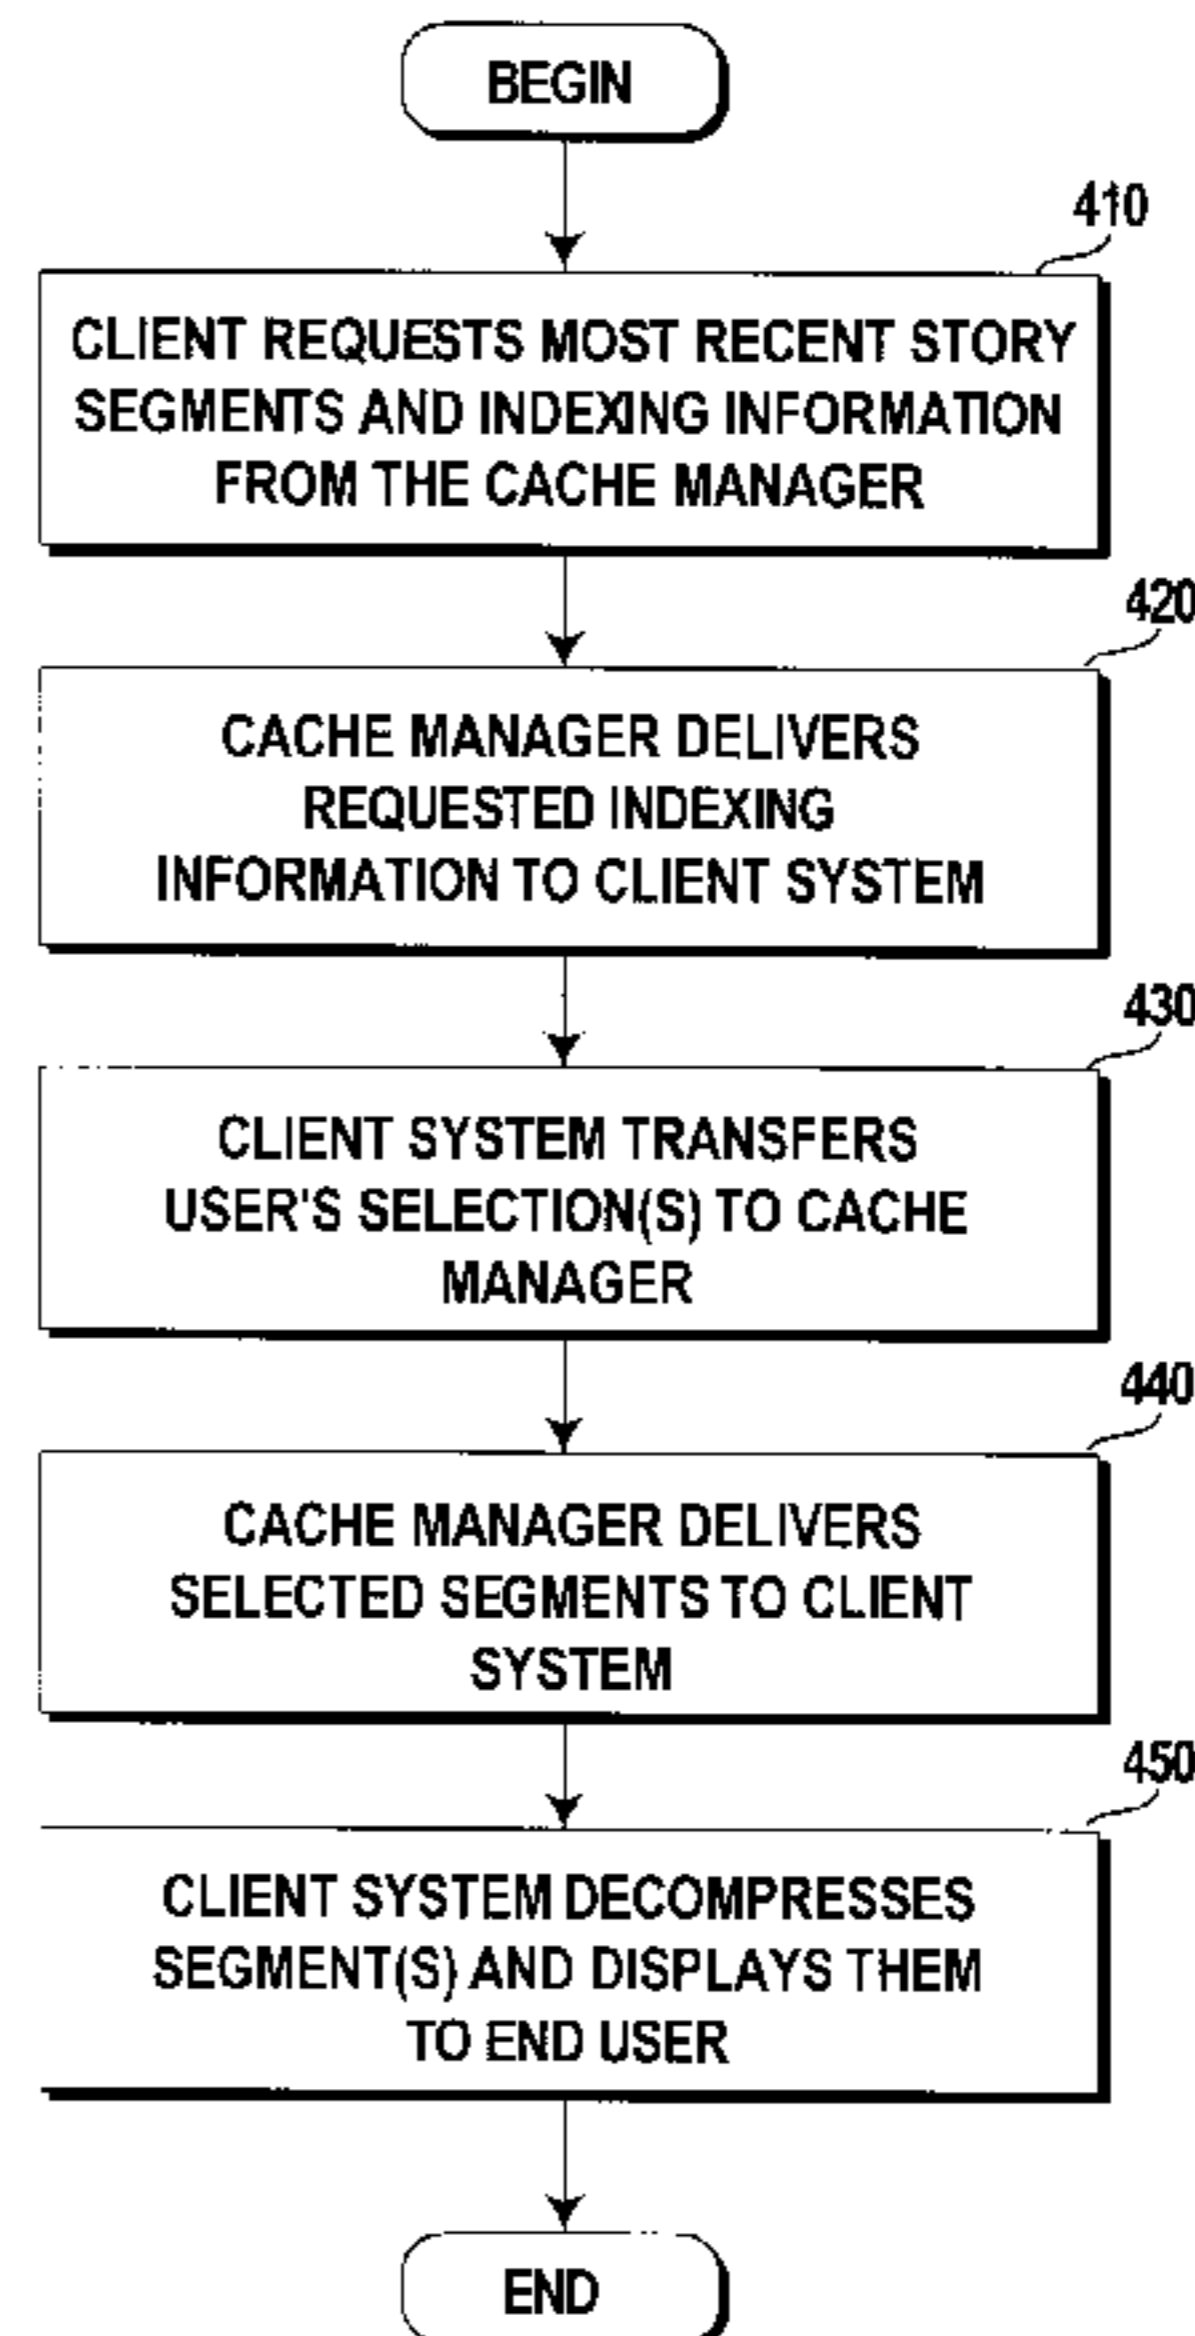 BEGIN
410
CLIENT REQUESTS MOST RECENT STORY
SEGMENTS AND INDEXING INFORMATION
FROM THE CACHE MANAGER
420
CACHE MANAGER DELIVERS
REQUESTED INDEXING
INFORMATION TO CLIENT SYSTEM
430
CLIENT SYSTEM TRANSFERS
USER'S SELECTION(S) TO CACHE
MANAGER
440
CACHE MANAGER DELIVERS
SELECTED SEGMENTS TO CLIENT
SYSTEM
450
CLIENT SYSTEM DECOMPRESSES
SEGMENT(S) AND DISPLAYS THEM
TO END USER
END